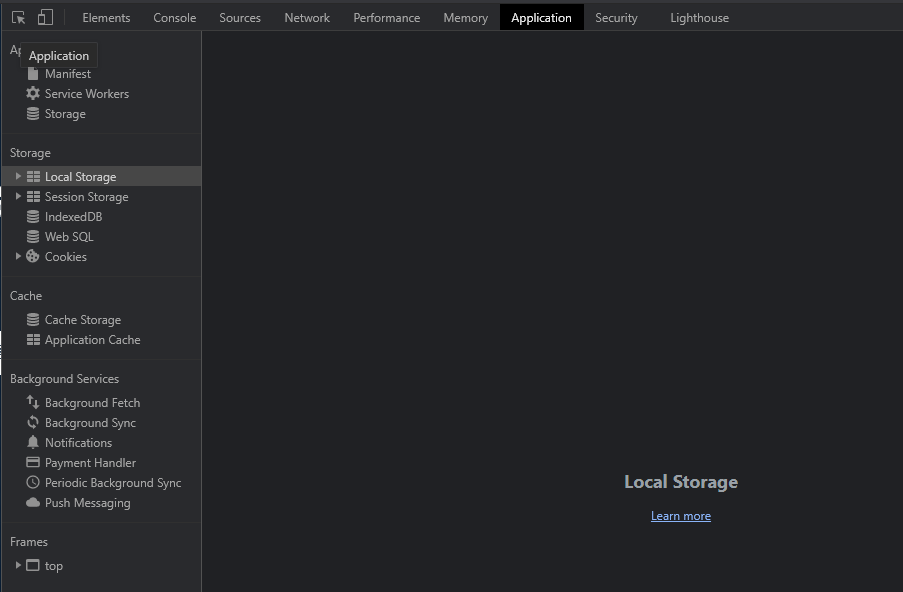 Elements Console Sources Network Performance Memory Application Security Lighthouse
Ap
Application
Manifest
Service Workers
Storage
Storage
Local Storage
Session Storage
IndexedDB
Web SQL
Cookies
Cache
Cache Storage
Application Cache
Background Services
Background Fetch
Background Sync
Notifications
Payment Handler
Periodic Background Sync
Push Messaging
Frames
top
Local Storage
Learn more